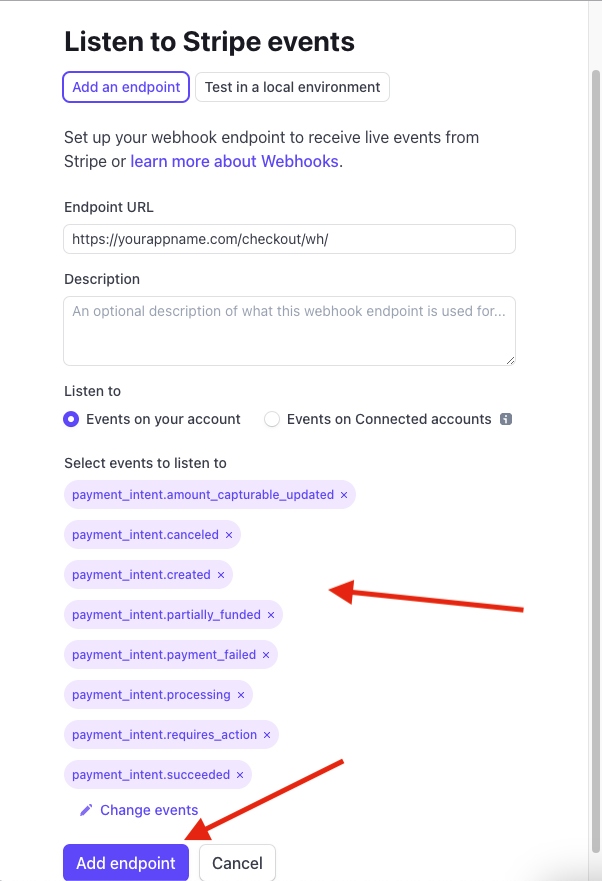 Listen to Stripe events
Add an endpoint
Test in a local environment
Set up your webhook endpoint to receive live events from
Stripe or learn more about Webhooks.
Endpoint URL
https://yourappname.com/checkout/wh/
Description
An optional description of what this webhook endpoint is used for...
Listen to
Events on your account
Events on Connected accounts i
Select events to listen to
payment_intent.amount_capturable_updated ×
payment_intent.canceled ×
payment_intent.created ×
payment_intent.partially_funded ×
payment_intent.payment_failed ×
payment_intent.processing ×
payment_intent.requires_action ×
payment_intent.succeeded ×
Change events
Add endpoint
Cancel